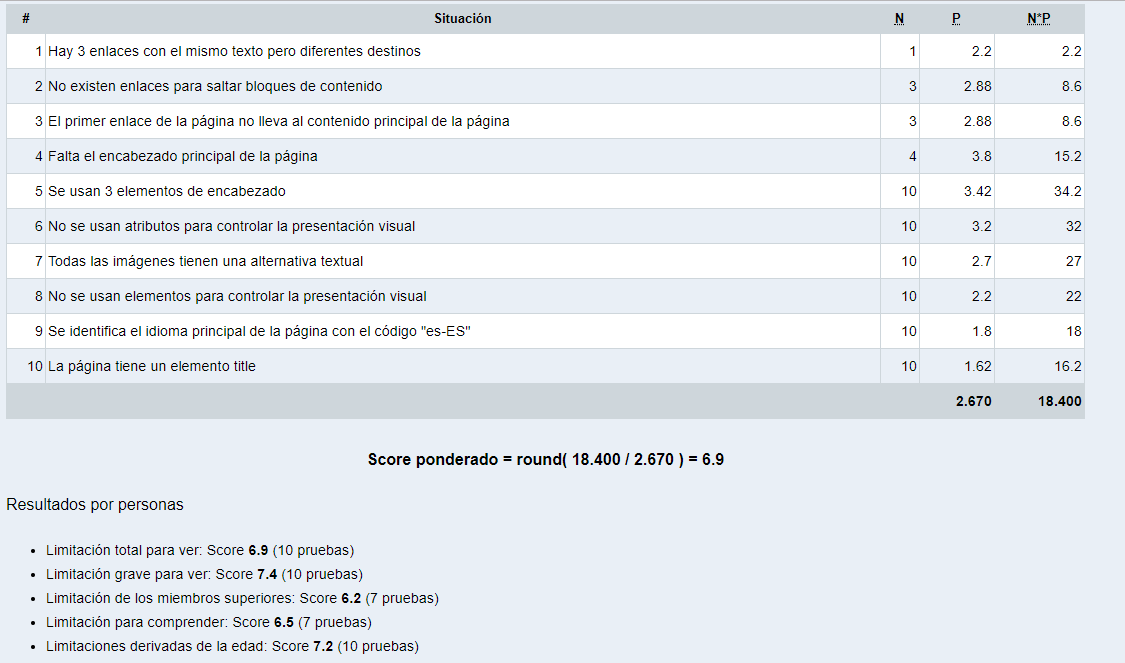 # Situación N P N*P
1 Hay 3 enlaces con el mismo texto pero diferentes destinos 1 2.2 2.2
2 No existen enlaces para saltar bloques de contenido 3 2.88 8.6
3 El primer enlace de la página no lleva al contenido principal de la página 3 2.88 8.6
4 Falta el encabezado principal de la página 4 3.8 15.2
5 Se usan 3 elementos de encabezado 10 3.42 34.2
6 No se usan atributos para controlar la presentación visual 10 3.2 32
7 Todas las imágenes tienen una alternativa textual 10 2.7 27
8 No se usan elementos para controlar la presentación visual 10 2.2 22
9 Se identifica el idioma principal de la página con el código "es-ES" 10 1.8 18
10 La página tiene un elemento title 10 1.62 16.2
2.670 18.400
Score ponderado = round( 18.400 / 2.670 ) = 6.9
Resultados por personas
• Limitación total para ver: Score 6.9 (10 pruebas)
• Limitación grave para ver: Score 7.4 (10 pruebas)
• Limitación de los miembros superiores: Score 6.2 (7 pruebas)
• Limitación para comprender: Score 6.5 (7 pruebas)
• Limitaciones derivadas de la edad: Score 7.2 (10 pruebas)